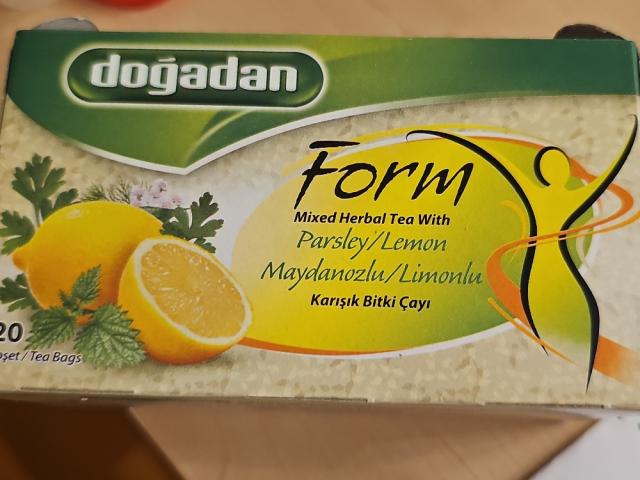 doğadan
Form
Mixed Herbal Tea With
Parsley/Lemon
Maydanozlu/Limonlu
Karışık Bitki Çayı
20
/ Tea Bags